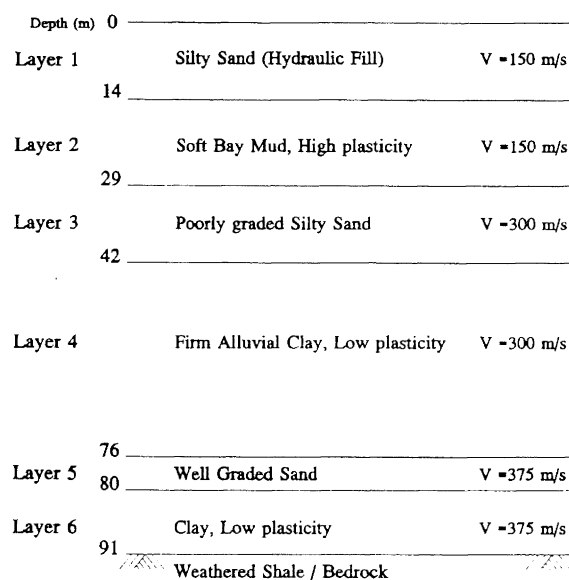 Depth (m) 0
Layer 1 Silty Sand (Hydraulic Fill) V = 150 m/s
14
Layer 2 Soft Bay Mud, High plasticity V = 150 m/s
29
Layer 3 Poorly graded Silty Sand V = 300 m/s
42
Layer 4 Firm Alluvial Clay, Low plasticity V = 300 m/s
76
Layer 5 Well Graded Sand V = 375 m/s
80
Layer 6 Clay, Low plasticity V = 375 m/s
91
Weathered Shale / Bedrock